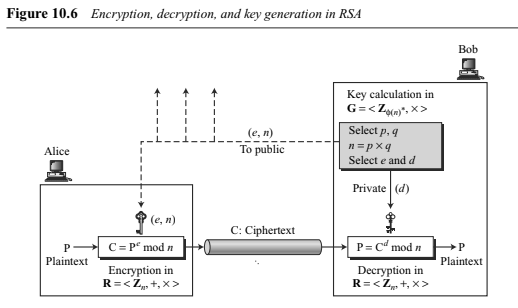 Figure 10.6 Encryption, decryption, and key generation in RSA
Bob
Key calculation in
G = < Z_ϕ(n)*, × >
Select p, q
n = p × q
Select e and d
(e, n)
To public
Alice
Private (d)
(e, n)
C: Ciphertext
P
Plaintext
C = P^e mod n
P = C^d mod n
P
Plaintext
Encryption in
R = < Z_n, +, × >
Decryption in
R = < Z_n, +, × >